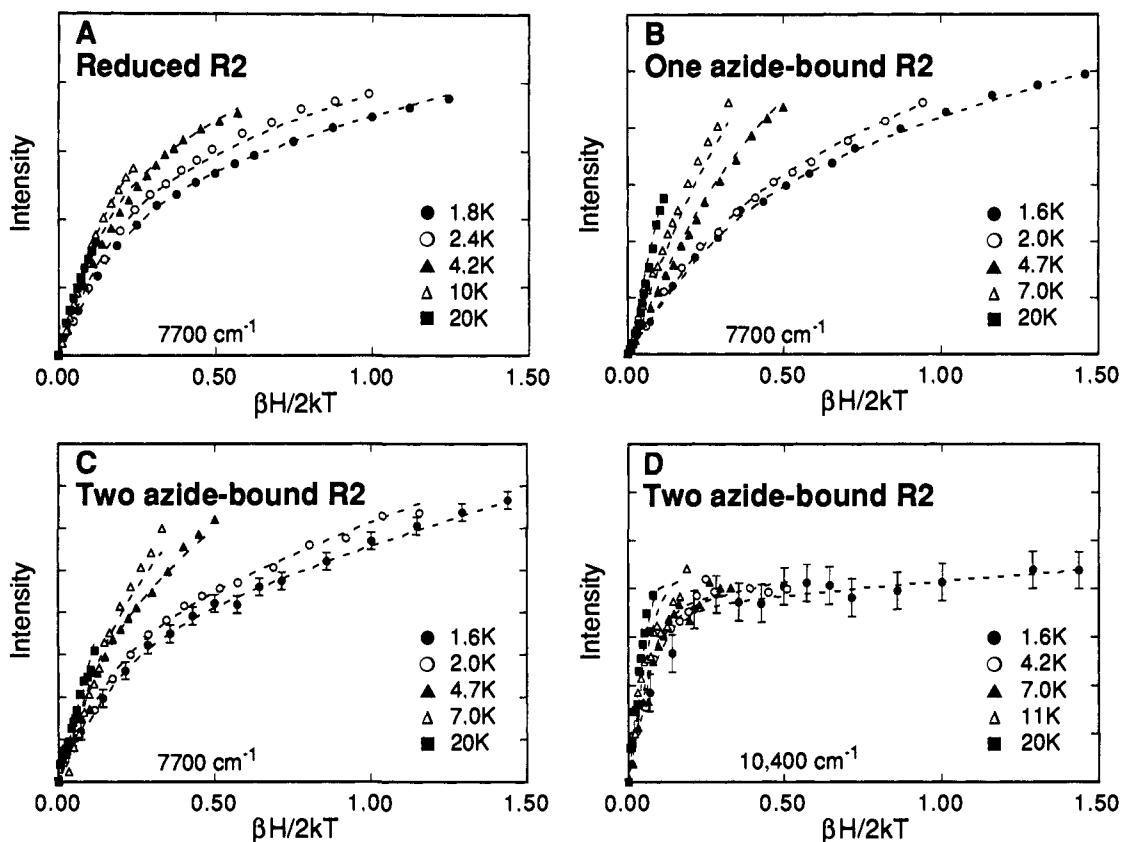 A
Reduced R2
Intensity
1.8K
2.4K
4.2K
10K
20K
7700 cm⁻¹
0.00 0.50 1.00 1.50
βH/2kT
B
One azide-bound R2
Intensity
1.6K
2.0K
4.7K
7.0K
20K
7700 cm⁻¹
0.00 0.50 1.00 1.50
βH/2kT
C
Two azide-bound R2
Intensity
1.6K
2.0K
4.7K
7.0K
20K
7700 cm⁻¹
0.00 0.50 1.00 1.50
βH/2kT
D
Two azide-bound R2
Intensity
1.6K
4.2K
7.0K
11K
20K
10,400 cm⁻¹
0.00 0.50 1.00 1.50
βH/2kT